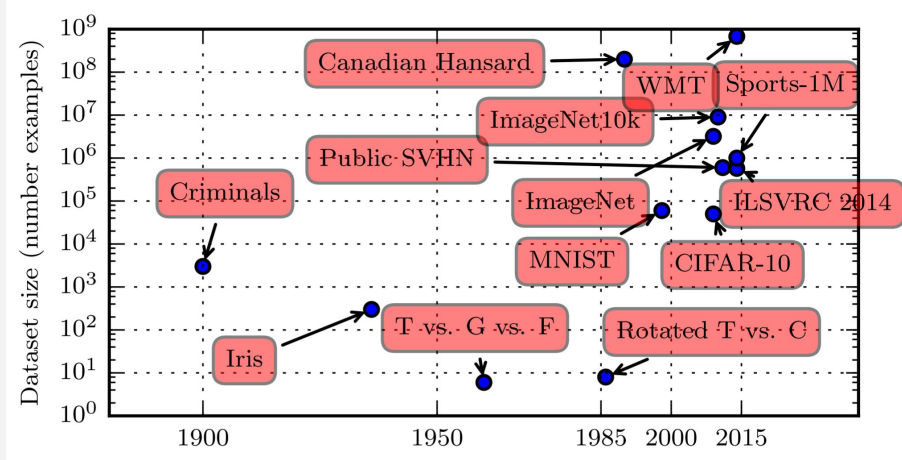 Dataset size (number examples)
10⁹
10⁸
10⁷
10⁶
10⁵
10⁴
10³
10²
10¹
10⁰
Canadian Hansard
WMT
Sports-1M
ImageNet10k
Public SVHN
Criminals
ImageNet
ILSVRC 2014
MNIST
CIFAR-10
T vs. G vs. F
Rotated T vs. C
Iris
1900
1950
1985
2000
2015